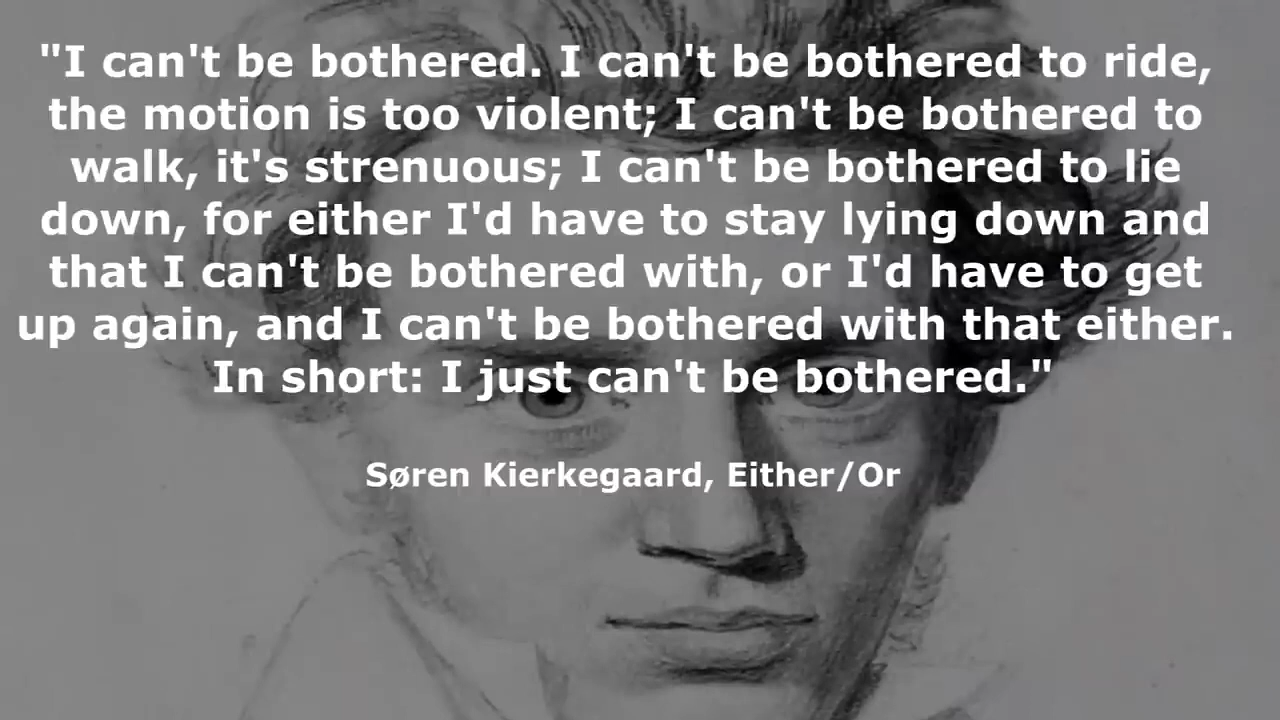 "I can't be bothered. I can't be bothered to ride,
the motion is too violent; I can't be bothered to
walk, it's strenuous; I can't be bothered to lie
down, for either I'd have to stay lying down and
that I can't be bothered with, or I'd have to get
up again, and I can't be bothered with that either.
In short: I just can't be bothered."
Søren Kierkegaard, Either/Or